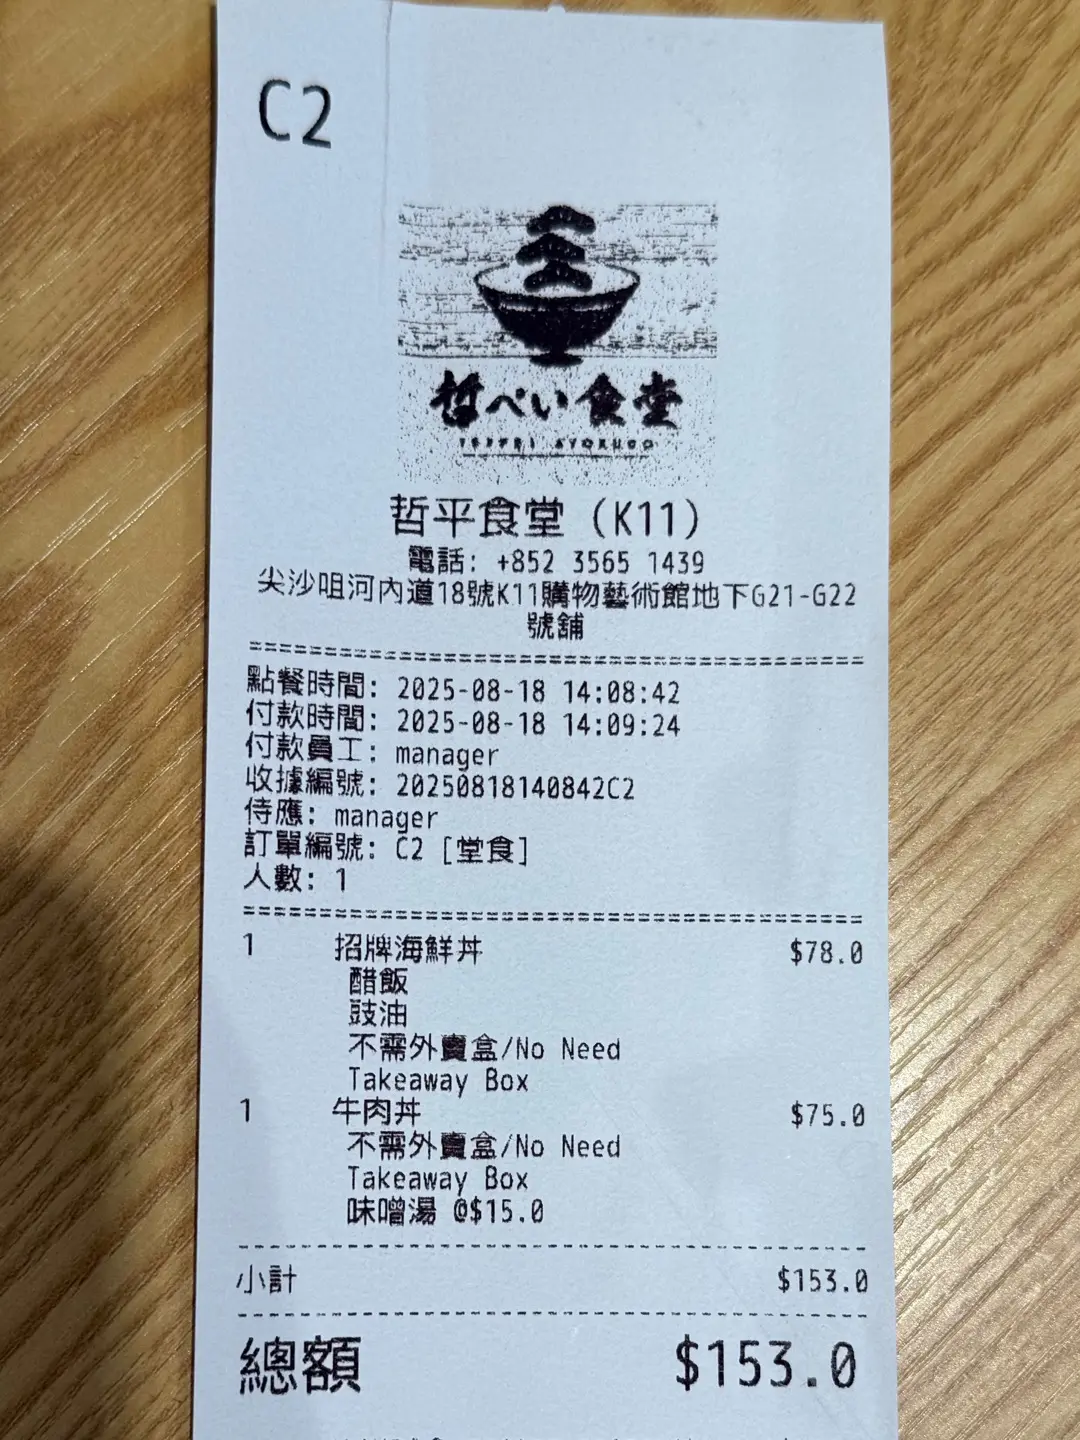 C2
哲ぺい食堂
哲平食堂 (K11)
電話: +852 3565 1439
尖沙咀河內道18號K11購物藝術館地下G21-G22
號舖
點餐時間: 2025-08-18 14:08:42
付款時間: 2025-08-18 14:09:24
付款員工: manager
收據編號: 20250818140842C2
侍應: manager
訂單編號: C2 [堂食]
人數: 1
1 招牌海鮮丼 $78.0
醋飯
豉油
不需外賣盒/No Need
Takeaway Box
1 牛肉丼 $75.0
不需外賣盒/No Need
Takeaway Box
味噌湯 @$15.0
小計 $153.0
總額 $153.0